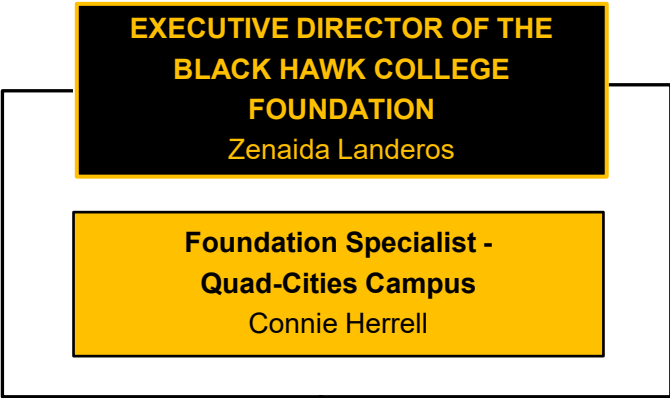 EXECUTIVE DIRECTOR OF THE
BLACK HAWK COLLEGE
FOUNDATION
Zenaida Landeros
Foundation Specialist -
Quad-Cities Campus
Connie Herrell